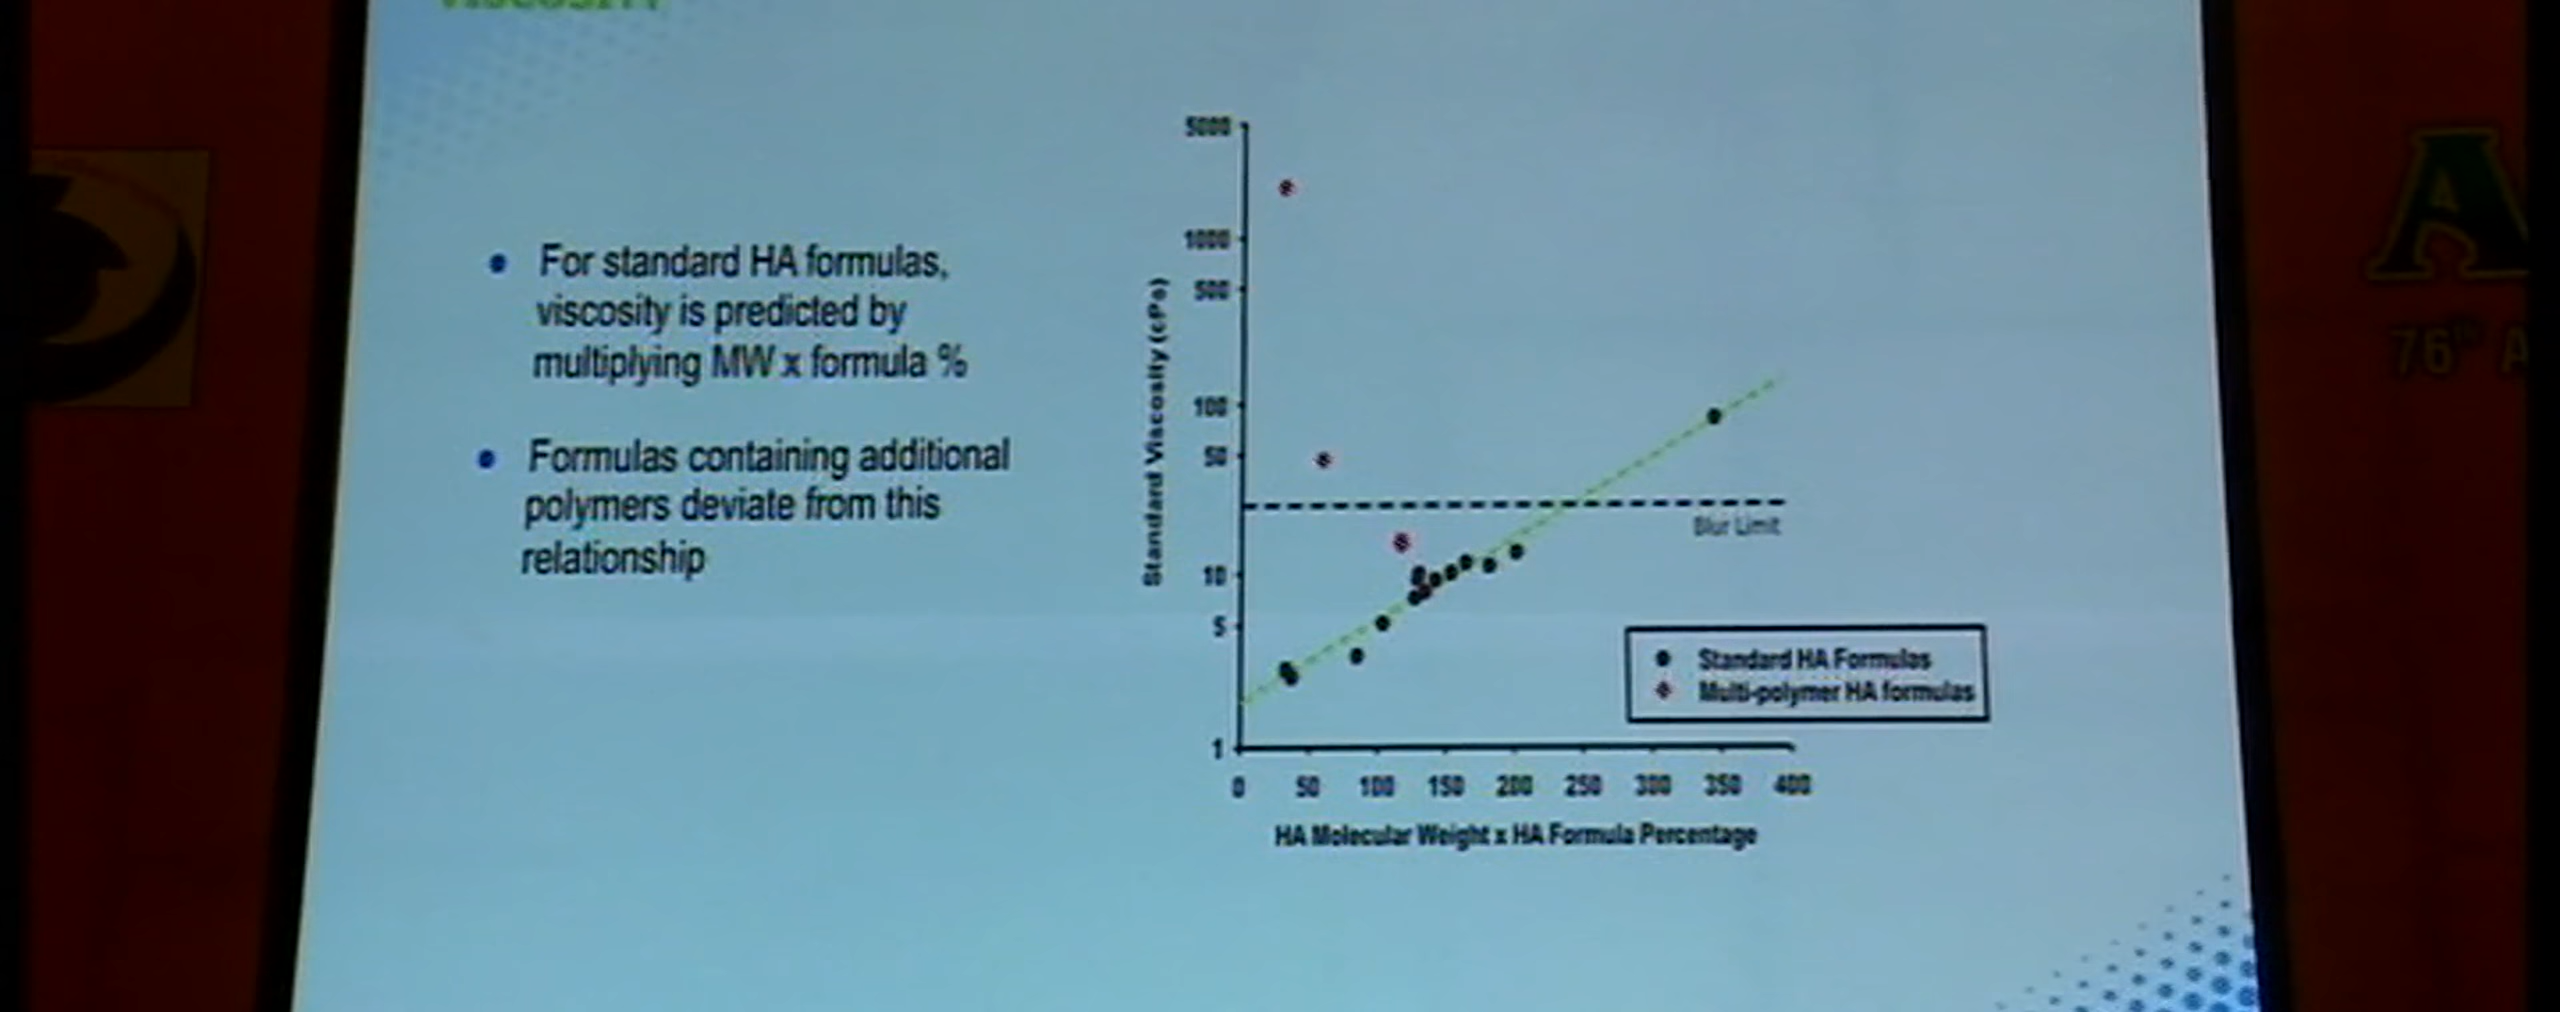 VISCOSITY
For standard HA formulas,
viscosity is predicted by
multiplying MW x formula %
Formulas containing additional
polymers deviate from this
relationship
Standard Viscosity (cPs)
5000
1000
500
100
50
10
5
1
0 50 100 150 200 250 300 350 400
HA Molecular Weight x HA Formula Percentage
Blur Limit
Standard HA Formulas
Multi-polymer HA formulas
A
76th A